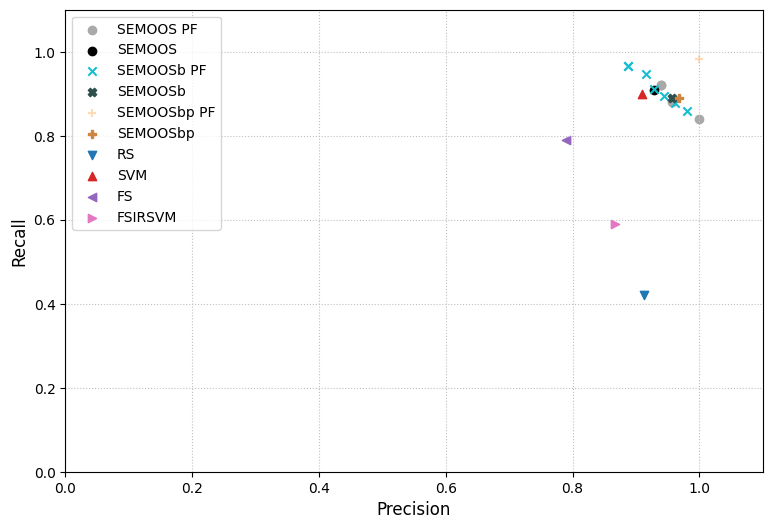 1.0
0.8
0.6
0.4
0.2
0.0
Recall
SEMOOS PF
SEMOOS
SEMOOSb PF
SEMOOSb
SEMOOSbp PF
SEMOOSbp
RS
SVM
FS
FSIRSVM
0.0 0.2 0.4 0.6 0.8 1.0
Precision